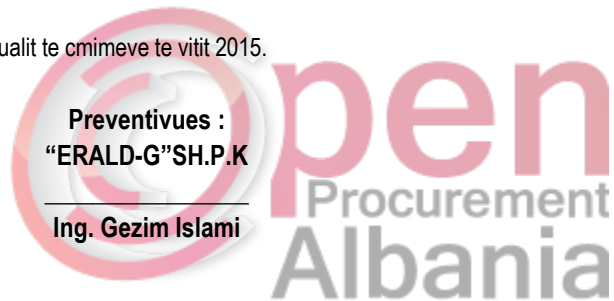 ualit te cmimeve te vitit 2015.
Preventivues :
“ERALD-G”SH.P.K
Ing. Gezim Islami
Open
Procurement
Albania